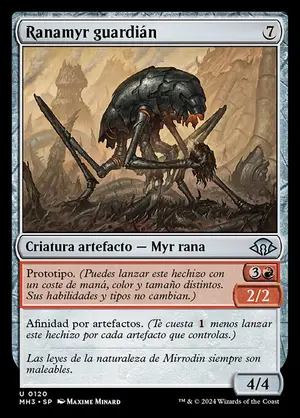 Ranamyr guardián 7
Criatura artefacto — Myr rana
Prototipo. (Puedes lanzar este hechizo con
un coste de maná, color y tamaño distintos.
Sus habilidades y tipos no cambian.)
3
2/2
Afinidad por artefactos. (Te cuesta 1 menos lanzar
este hechizo por cada artefacto que controlas.)
Las leyes de la naturaleza de Mirrodin siempre son
maleables.
4/4
U 0120
MH3 • SP Maxime Minard
™ & © 2024 Wizards of the Coast